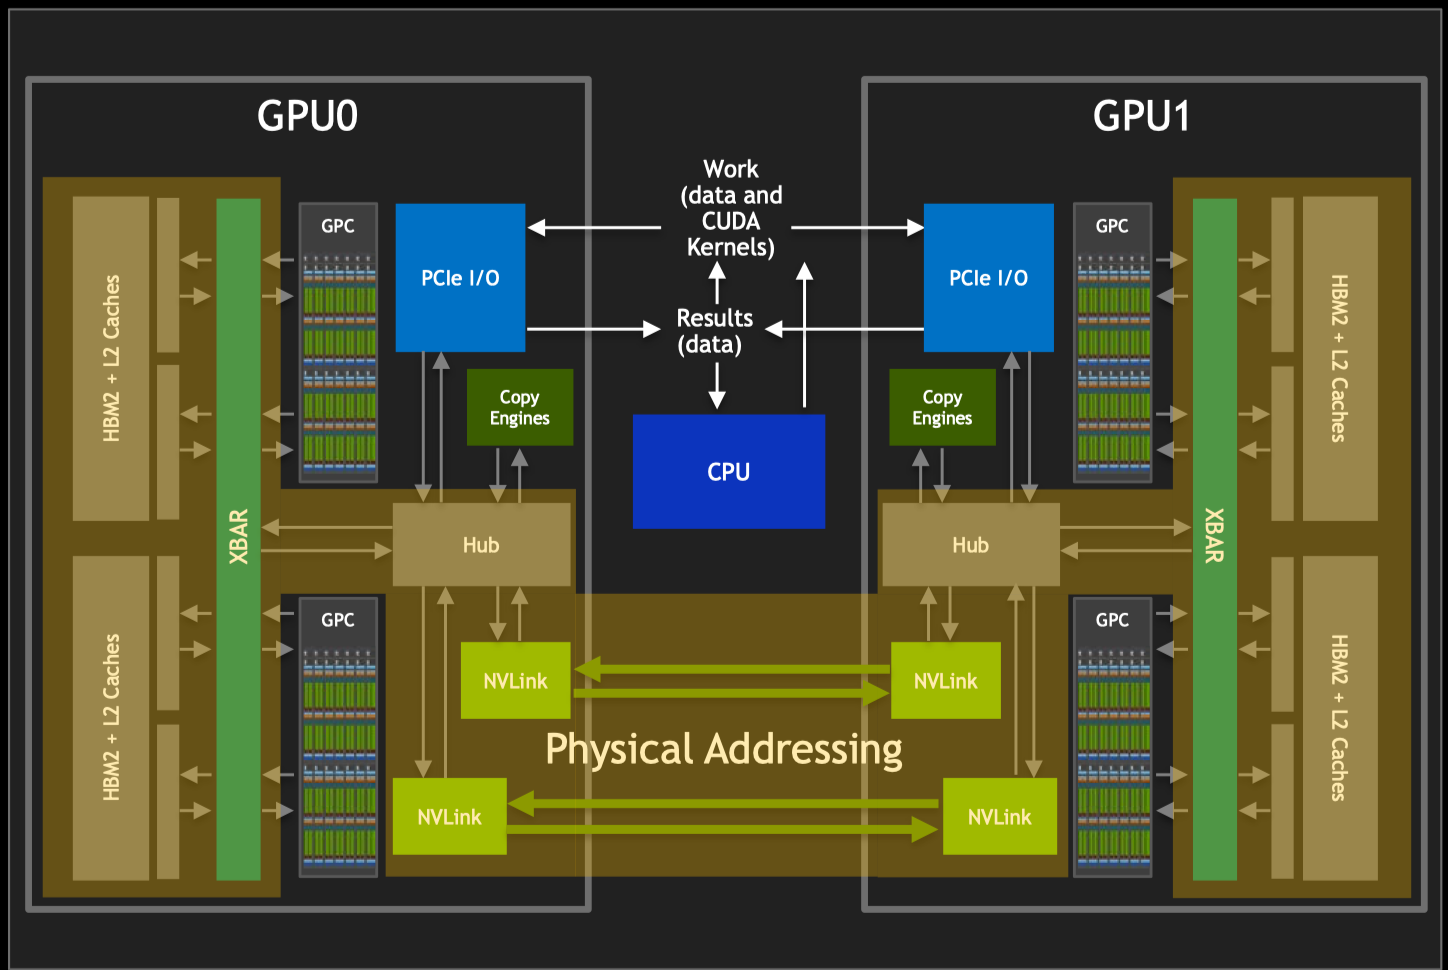 GPU0
GPU1
Work
(data and
CUDA
Kernels)
Results
(data)
CPU
HBM2 + L2 Caches
HBM2 + L2 Caches
XBAR
GPC
GPC
PCIe I/O
Copy
Engines
Hub
NVLink
NVLink
Physical Addressing
PCIe I/O
Copy
Engines
Hub
NVLink
NVLink
GPC
GPC
XBAR
HBM2 + L2 Caches
HBM2 + L2 Caches